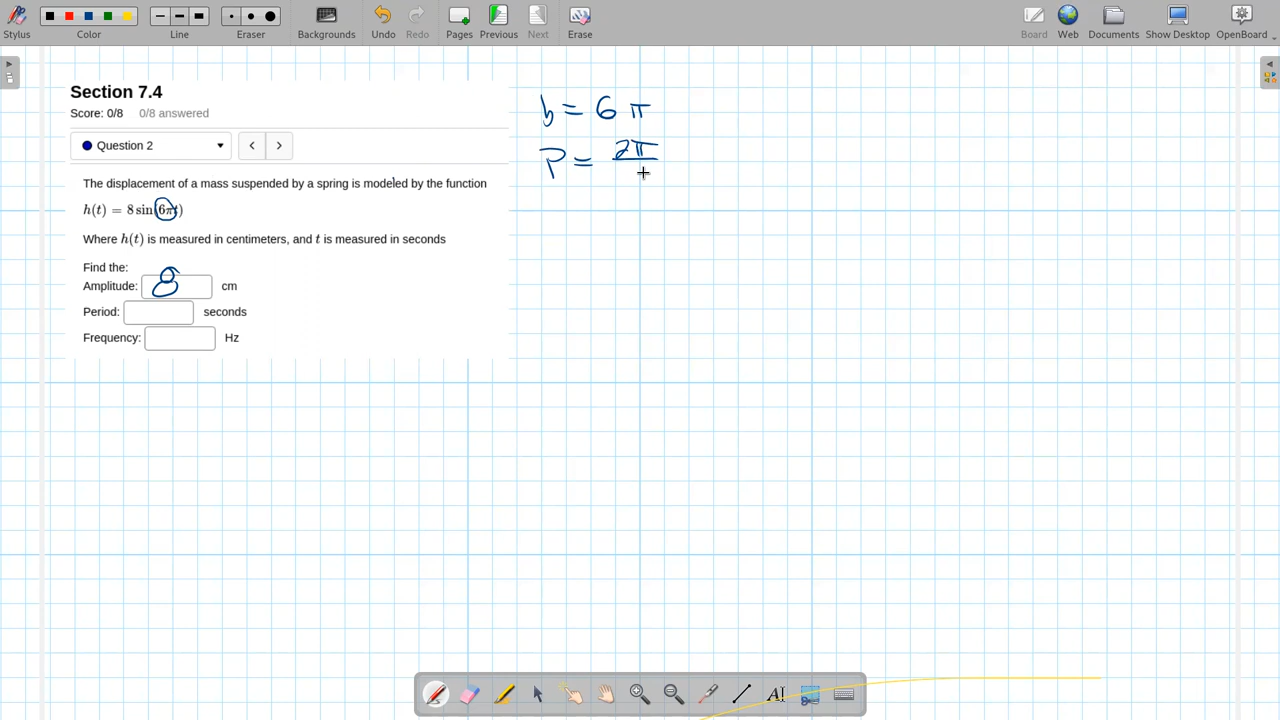 Stylus
Color
Line
Eraser
Backgrounds
Undo
Redo
Pages
Previous
Next
Erase
Board
Web
Documents
Show Desktop
OpenBoard
Section 7.4
Score: 0/8 0/8 answered
Question 2
The displacement of a mass suspended by a spring is modeled by the function
h(t) = 8 sin(6πt)
Where h(t) is measured in centimeters, and t is measured in seconds
Find the:
Amplitude: 8 cm
Period: seconds
Frequency: Hz
b = 6 π
P = 2π